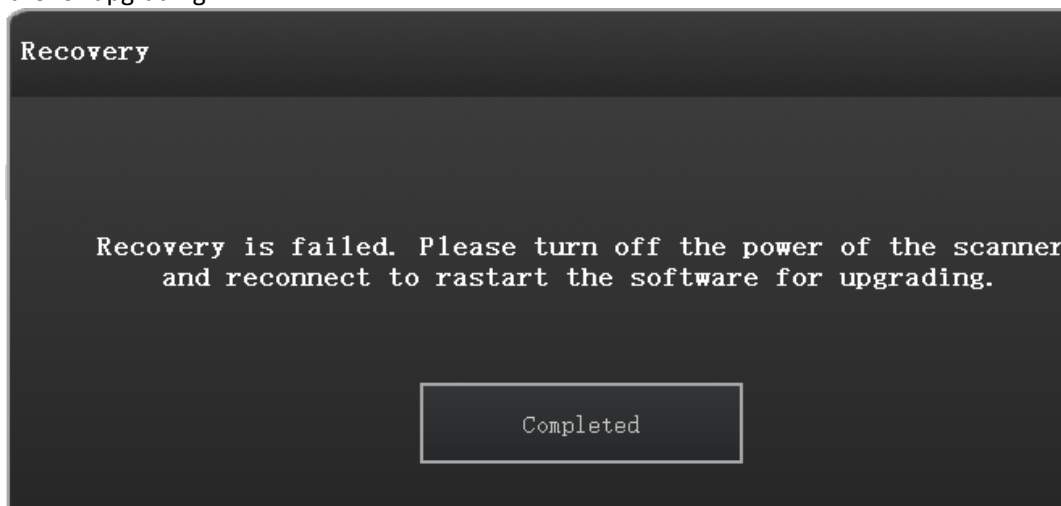 upgrading
Recovery
Recovery is failed. Please turn off the power of the scanner
and reconnect to rastart the software for upgrading.
Completed